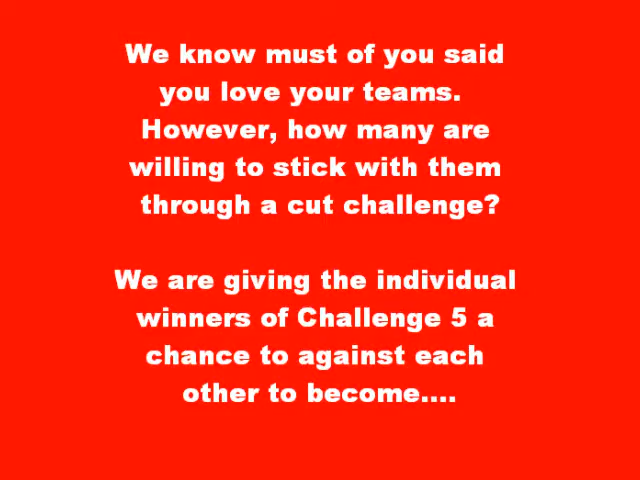 We know must of you said
you love your teams.
However, how many are
willing to stick with them
through a cut challenge?
We are giving the individual
winners of Challenge 5 a
chance to against each
other to become....